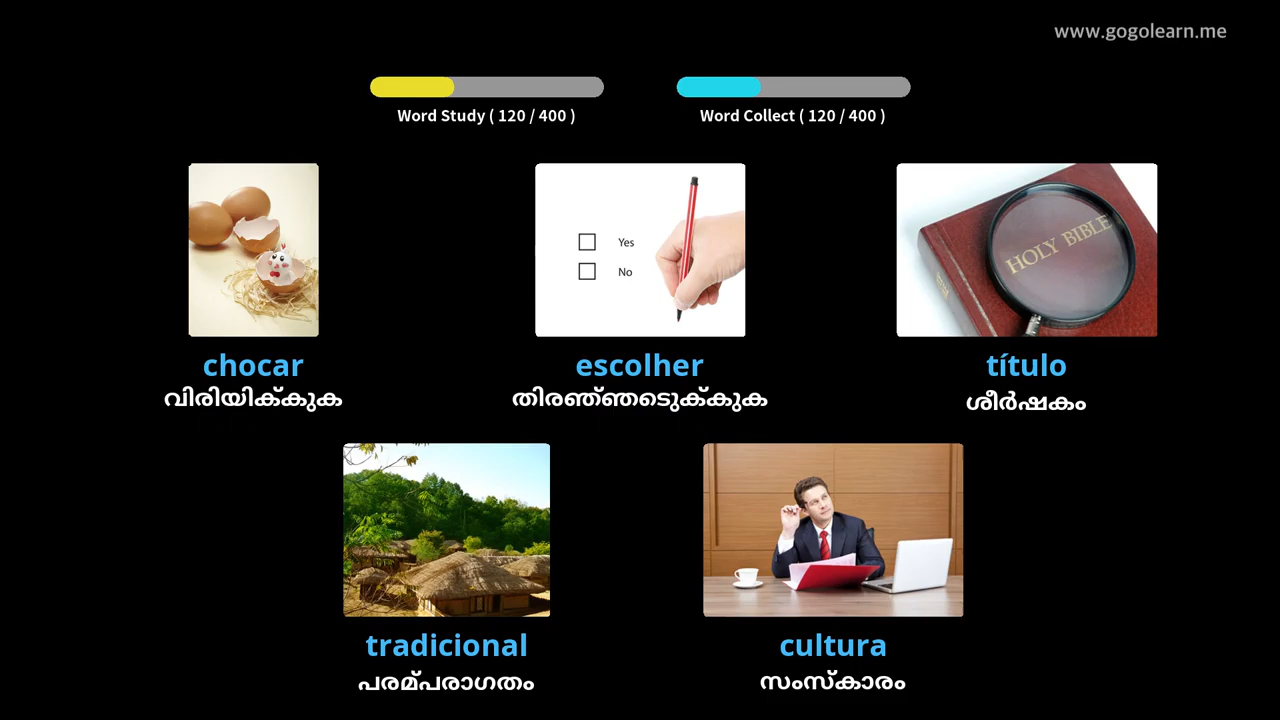 www.gogolearn.me
Word Study ( 120 / 400 )
Word Collect ( 120 / 400 )
Yes
No
HOLY BIBLE
chocar
വിരിയിക്കുക
escolher
തിരഞ്ഞടെുക്കുക
título
ശീർഷകം
tradicional
പരമ്പരാഗതം
cultura
സംസ്കാരം